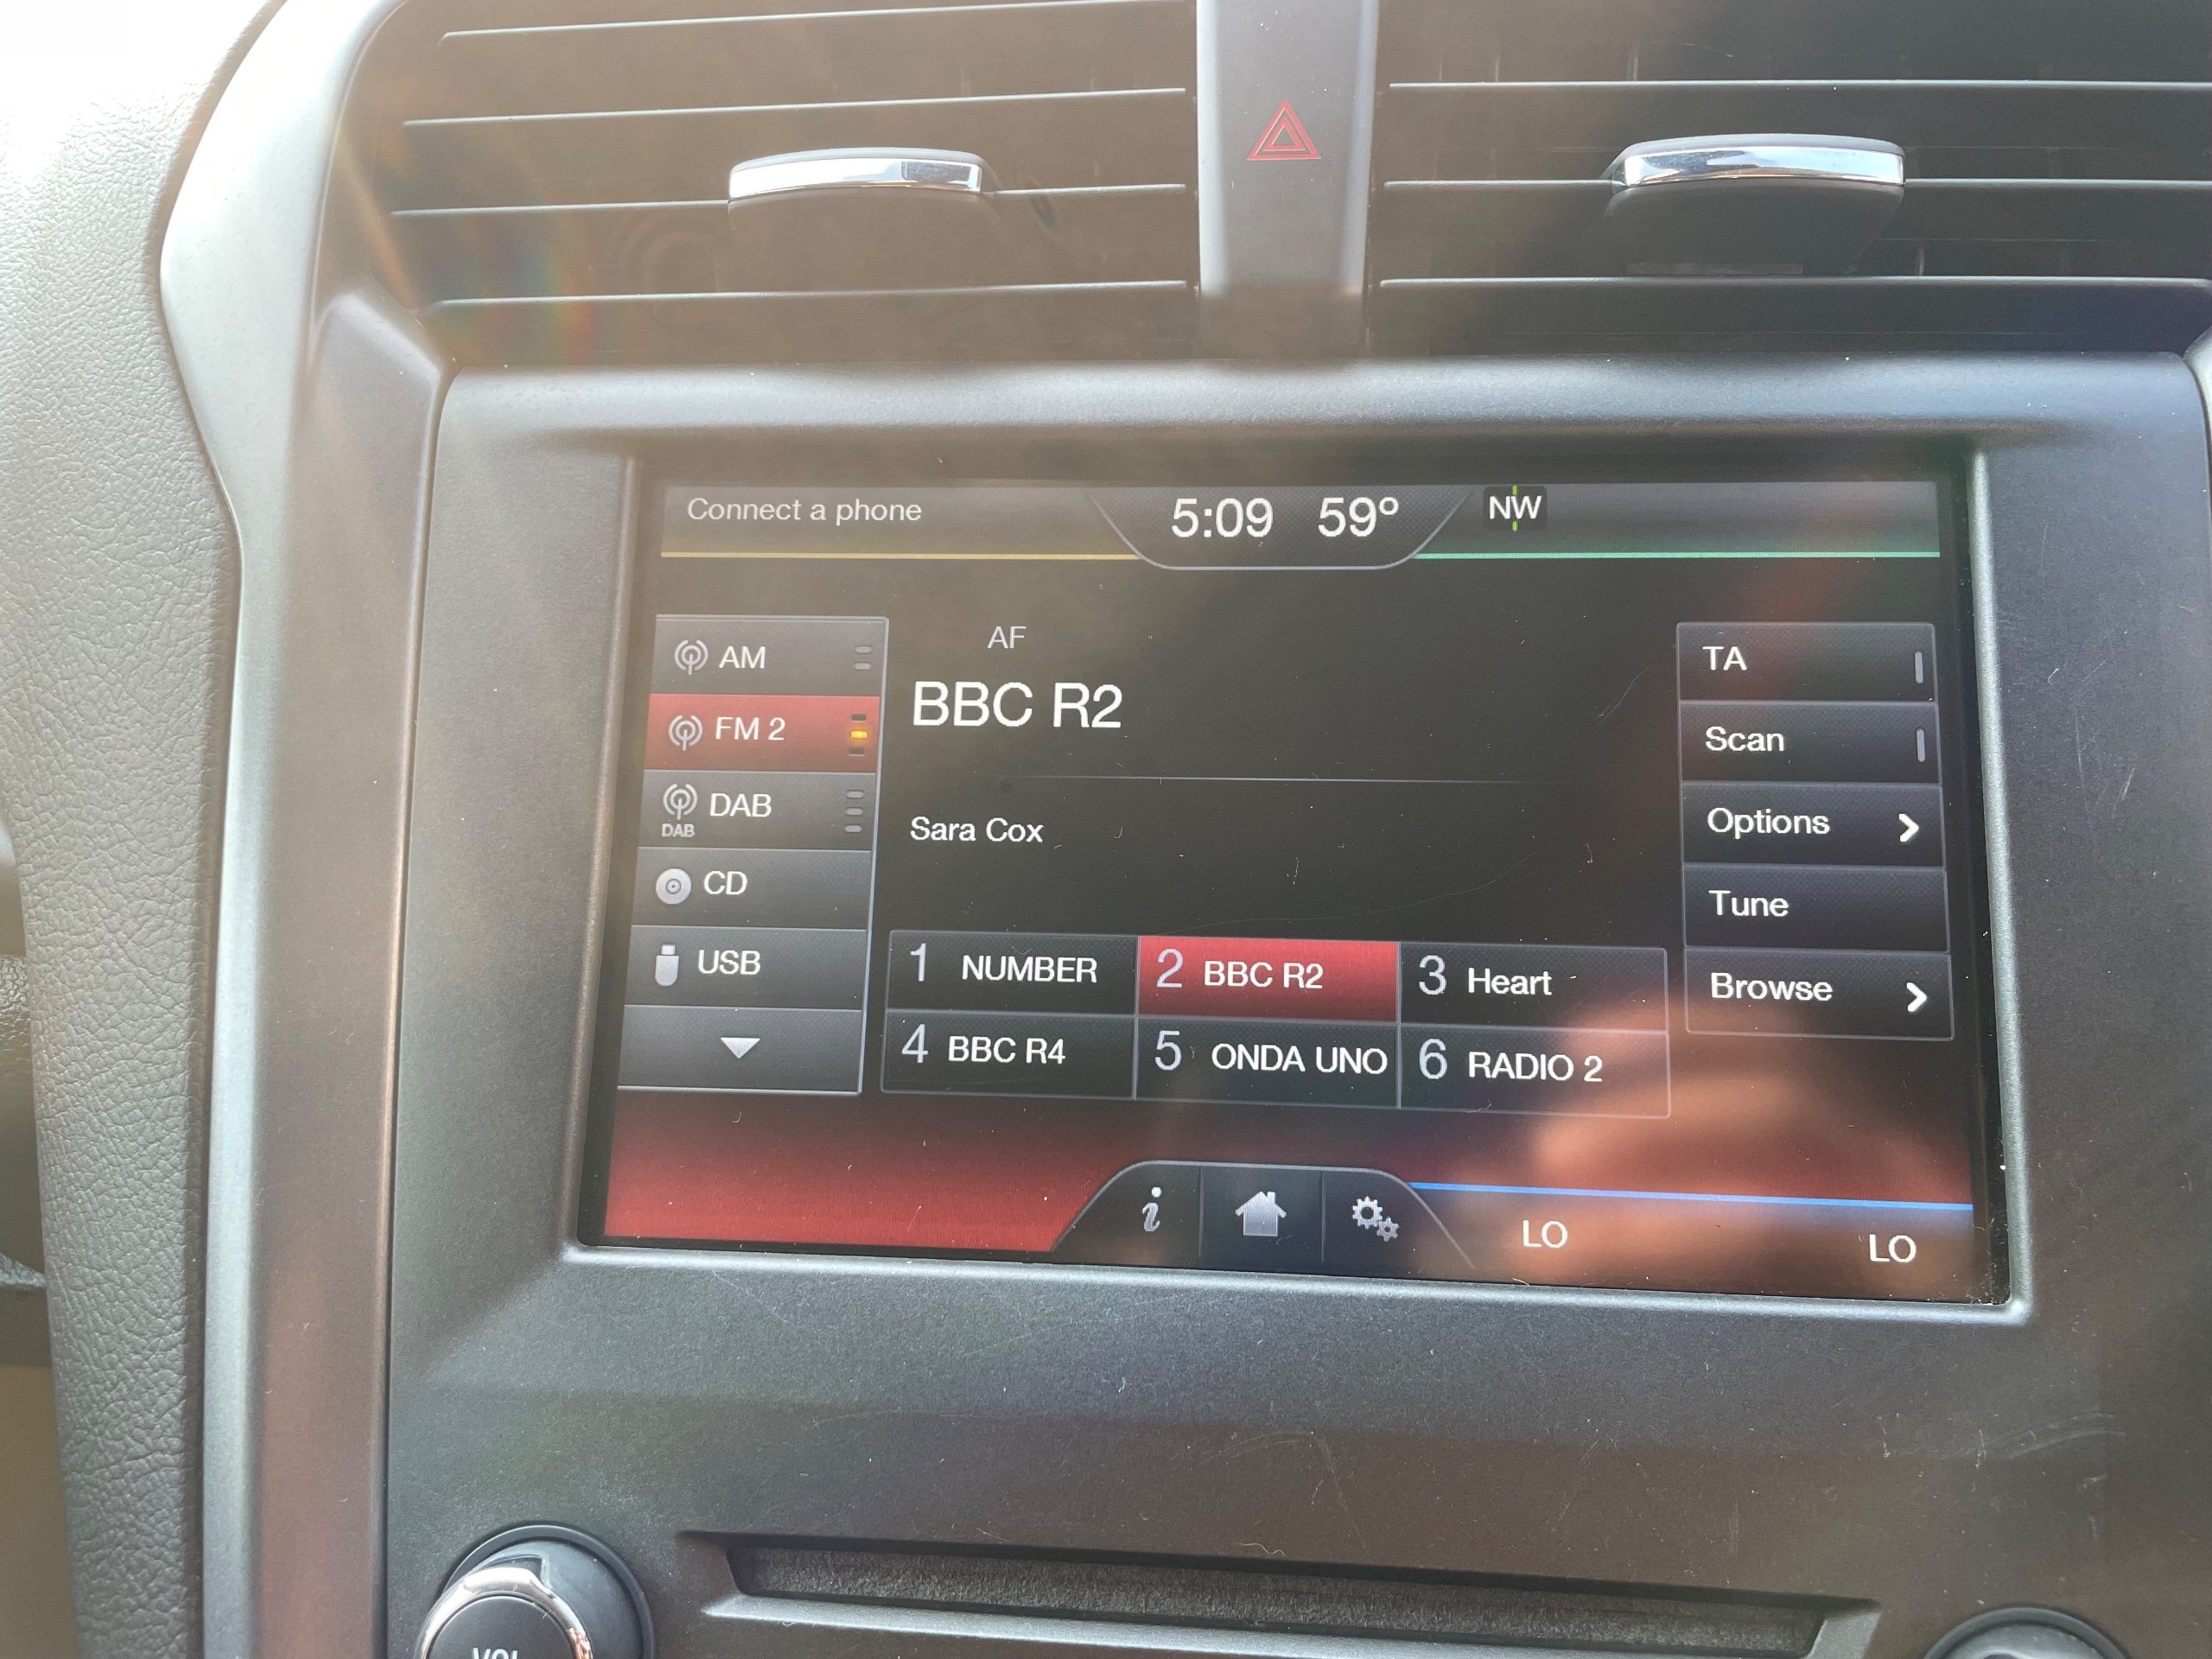 Connect a phone
5:09 59º
NW
AM
FM 2
DAB
DAB
CD
USB
AF
BBC R2
Sara Cox
1 NUMBER
2 BBC R2
3 Heart
4 BBC R4
5 ONDA UNO
6 RADIO 2
TA
Scan
Options
Tune
Browse
i
LO
LO
VOL